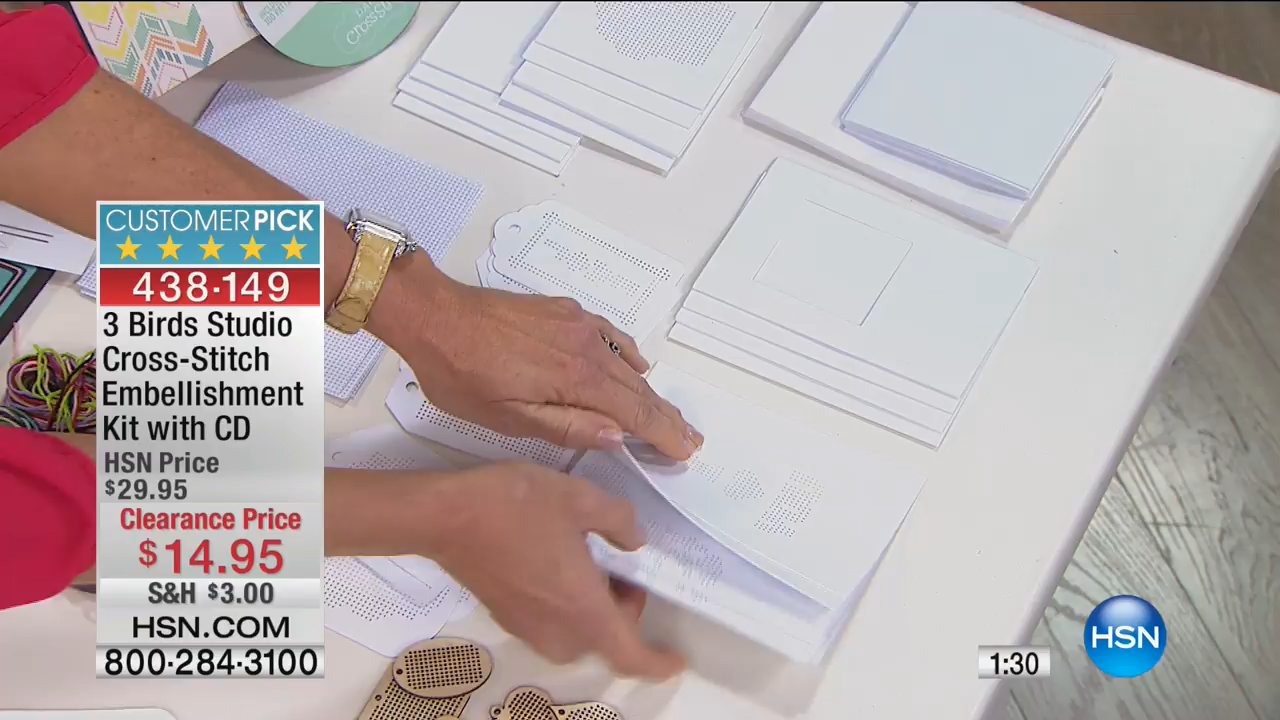 CUSTOMER PICK
438·149
3 Birds Studio
Cross-Stitch
Embellishment
Kit with CD
HSN Price
$29.95
Clearance Price
$14.95
S&H $3.00
HSN.COM
800·284·3100
1:30
HSN